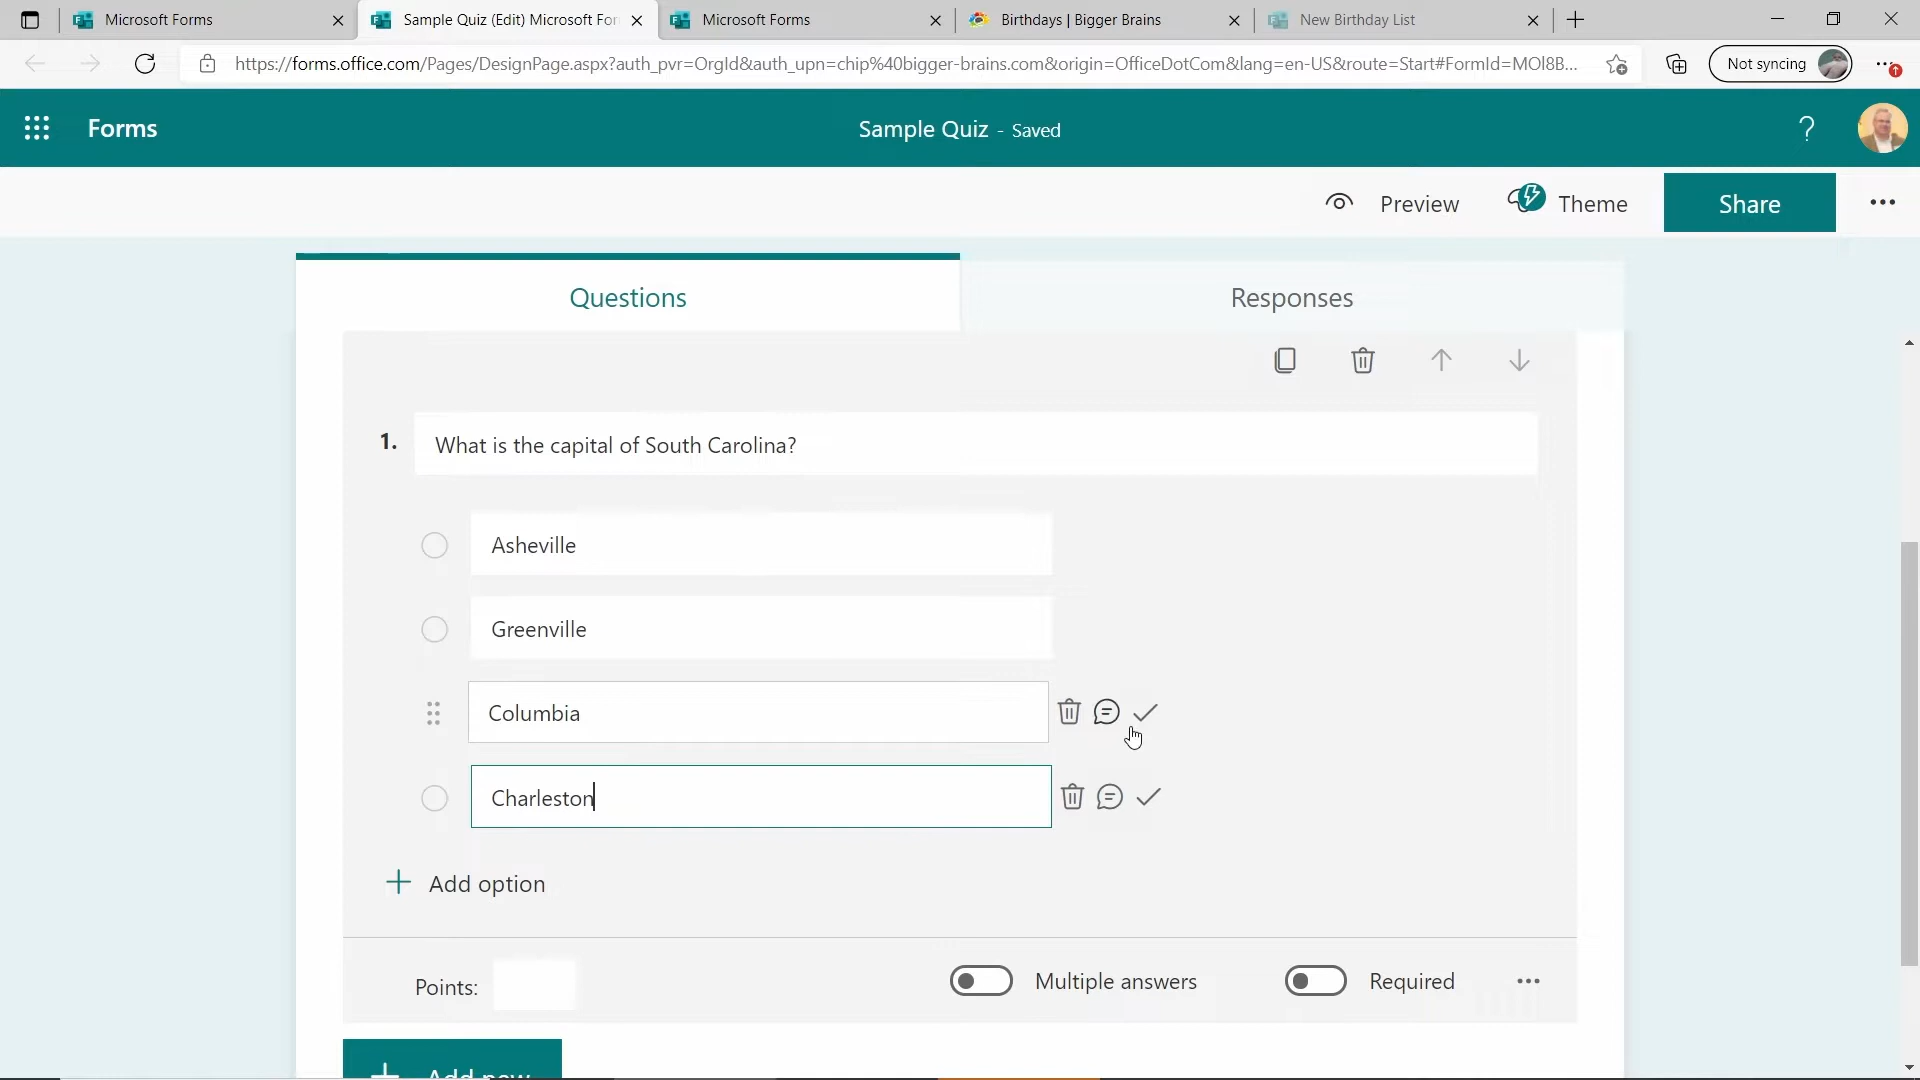 Microsoft Forms
Sample Quiz (Edit) Microsoft For
Microsoft Forms
Birthdays | Bigger Brains
New Birthday List
https://forms.office.com/Pages/DesignPage.aspx?auth_pvr=OrgId&auth_upn=chip%40bigger-brains.com&origin=OfficeDotCom&lang=en-US&route=Start#FormId=MOl8B...
Not syncing
Forms
Sample Quiz - Saved
?
Preview
Theme
Share
Questions
Responses
1. What is the capital of South Carolina?
Asheville
Greenville
Columbia
Charleston
Add option
Points:
Multiple answers
Required
Add new